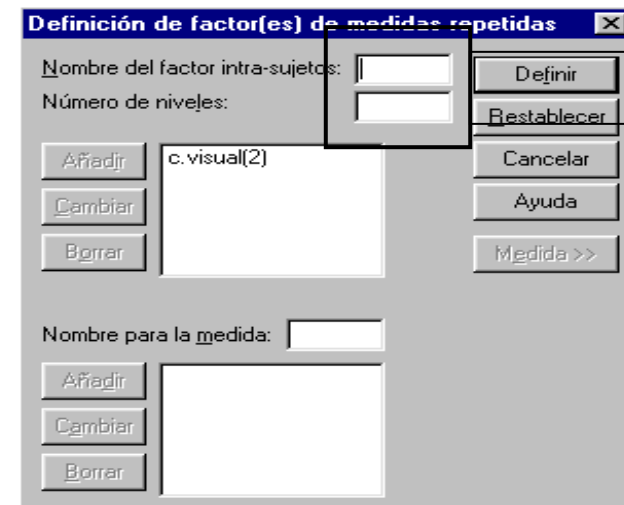 Definición de factor(es) de medidas repetidas
Nombre del factor intra-sujetos:
Definir
Número de niveles:
Restablecer
Añadir
c.visual(2)
Cancelar
Cambiar
Ayuda
Borrar
Medida >>
Nombre para la medida:
Añadir
Cambiar
Borrar